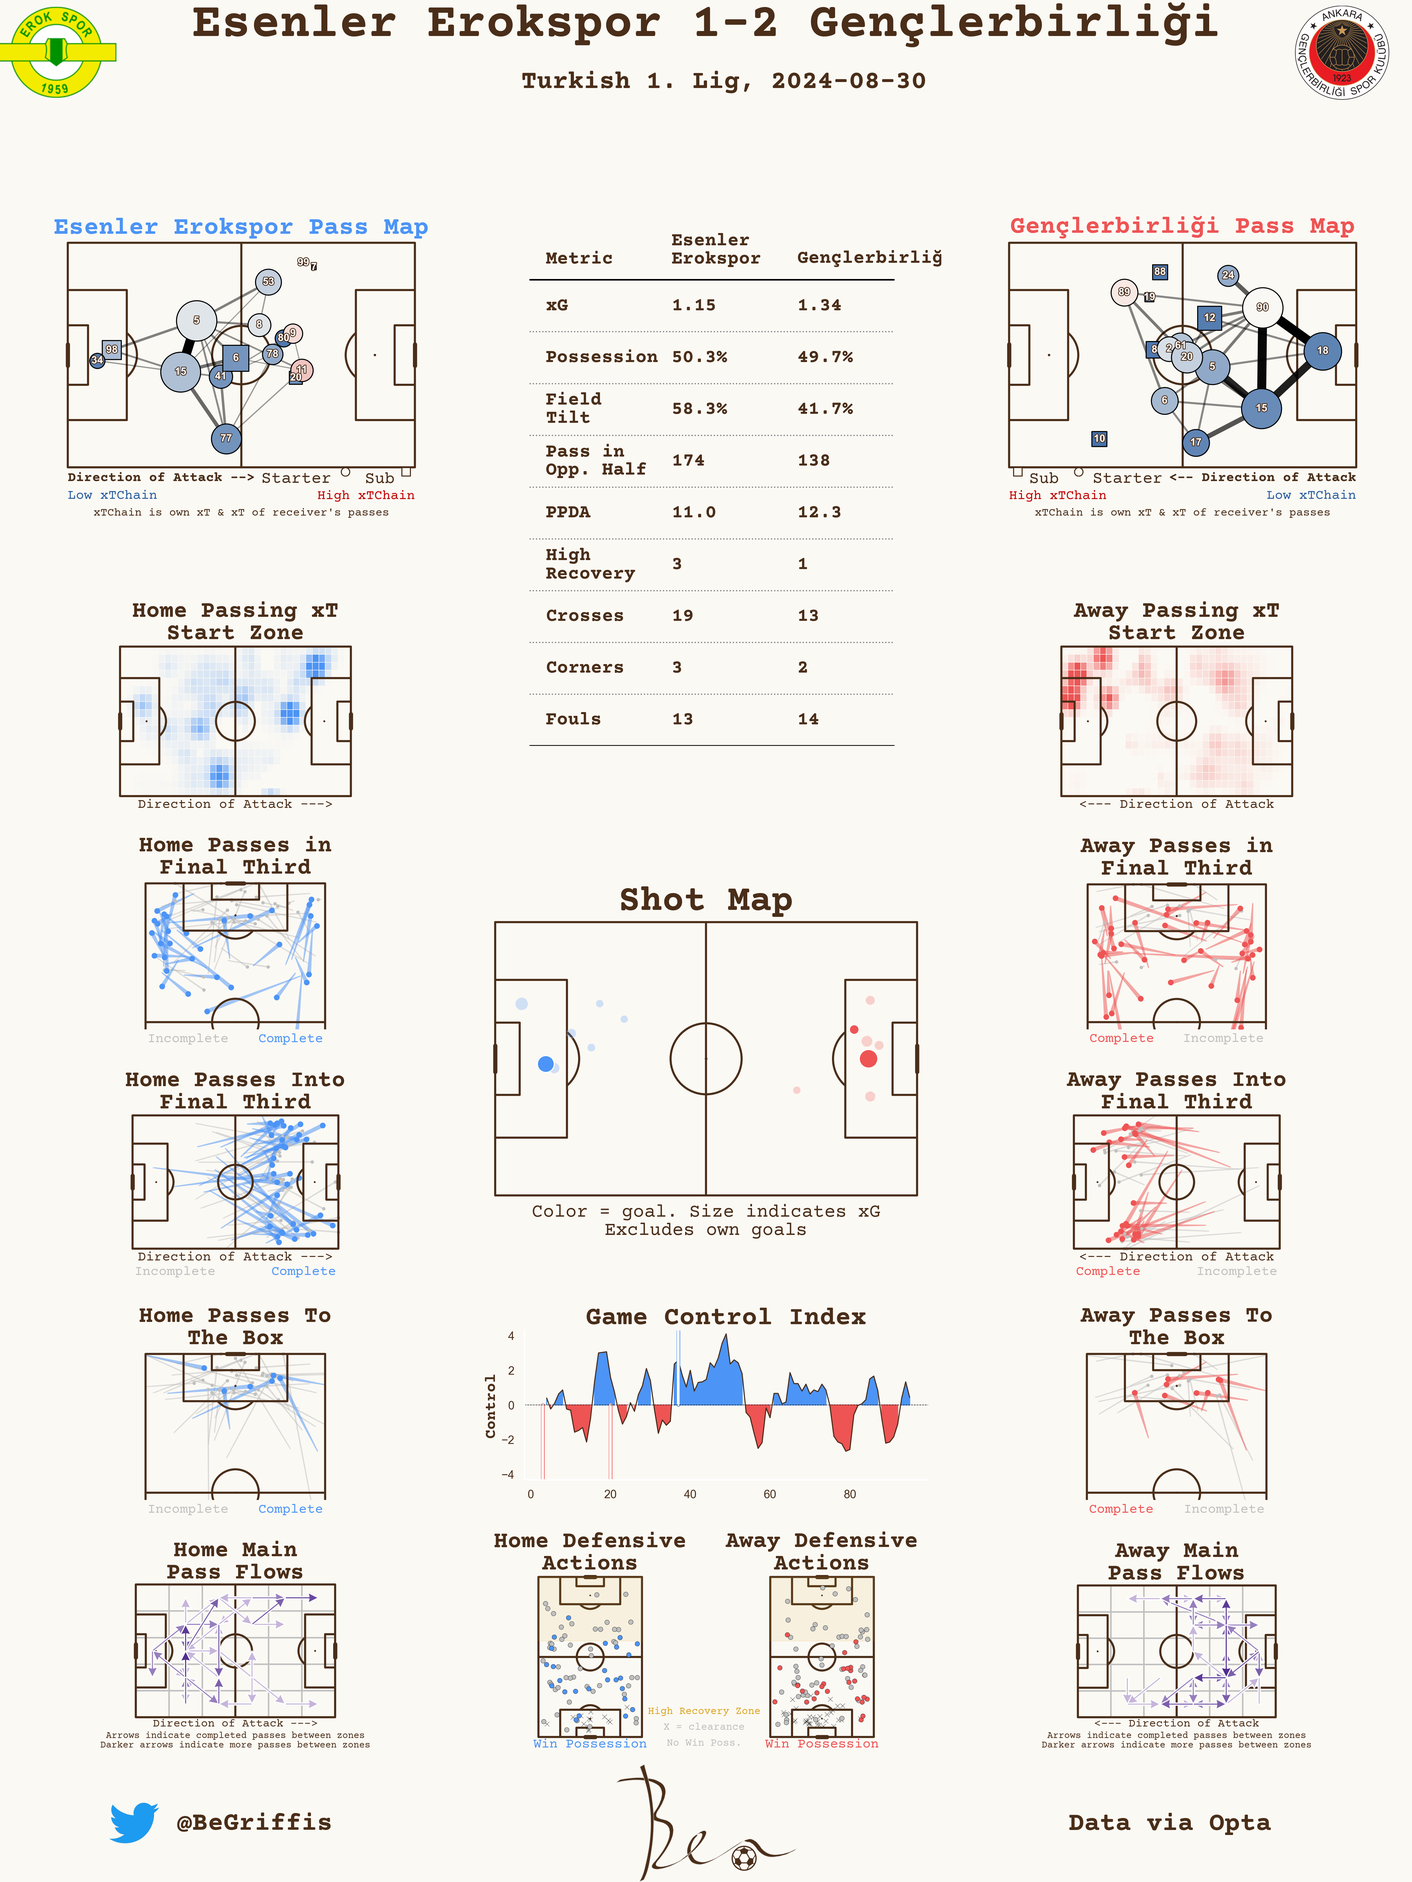 Esenler Erokspor 1-2 Gençlerbirliği
Turkish 1. Lig, 2024-08-30
EROK SPOR
1959
ANKARA
GENÇLERBİRLİĞİ SPOR KULÜBÜ
1923
Esenler Erokspor Pass Map
99 7
53
5
8
80 9
98
34
6
78
15
41
11
20
77
Direction of Attack --> Starter Sub
Low xTChain High xTChain
xTChain is own xT & xT of receiver's passes
Metric Esenler Erokspor Gençlerbirliğ
xG 1.15 1.34
Possession 50.3% 49.7%
Field Tilt 58.3% 41.7%
Pass in Opp. Half 174 138
PPDA 11.0 12.3
High Recovery 3 1
Crosses 19 13
Corners 3 2
Fouls 13 14
Gençlerbirliği Pass Map
88
24
89
19
90
12
8
2
61
20
18
5
6
15
10
17
Sub Starter <-- Direction of Attack
High xTChain Low xTChain
xTChain is own xT & xT of receiver's passes
Home Passing xT
Start Zone
Direction of Attack --->
Away Passing xT
Start Zone
<--- Direction of Attack
Home Passes in
Final Third
Incomplete Complete
Away Passes in
Final Third
Complete Incomplete
Shot Map
Color = goal. Size indicates xG
Excludes own goals
Home Passes Into
Final Third
Direction of Attack --->
Incomplete Complete
Away Passes Into
Final Third
<--- Direction of Attack
Complete Incomplete
Home Passes To
The Box
Incomplete Complete
Game Control Index
Control
4
2
0
−2
−4
0 20 40 60 80
Away Passes To
The Box
Complete Incomplete
Home Main
Pass Flows
Direction of Attack --->
Arrows indicate completed passes between zones
Darker arrows indicate more passes between zones
Home Defensive
Actions
Win Possession
Away Defensive
Actions
Win Possession
High Recovery Zone
X = clearance
No Win Poss.
Away Main
Pass Flows
<--- Direction of Attack
Arrows indicate completed passes between zones
Darker arrows indicate more passes between zones
@BeGriffis
Ben
Data via Opta